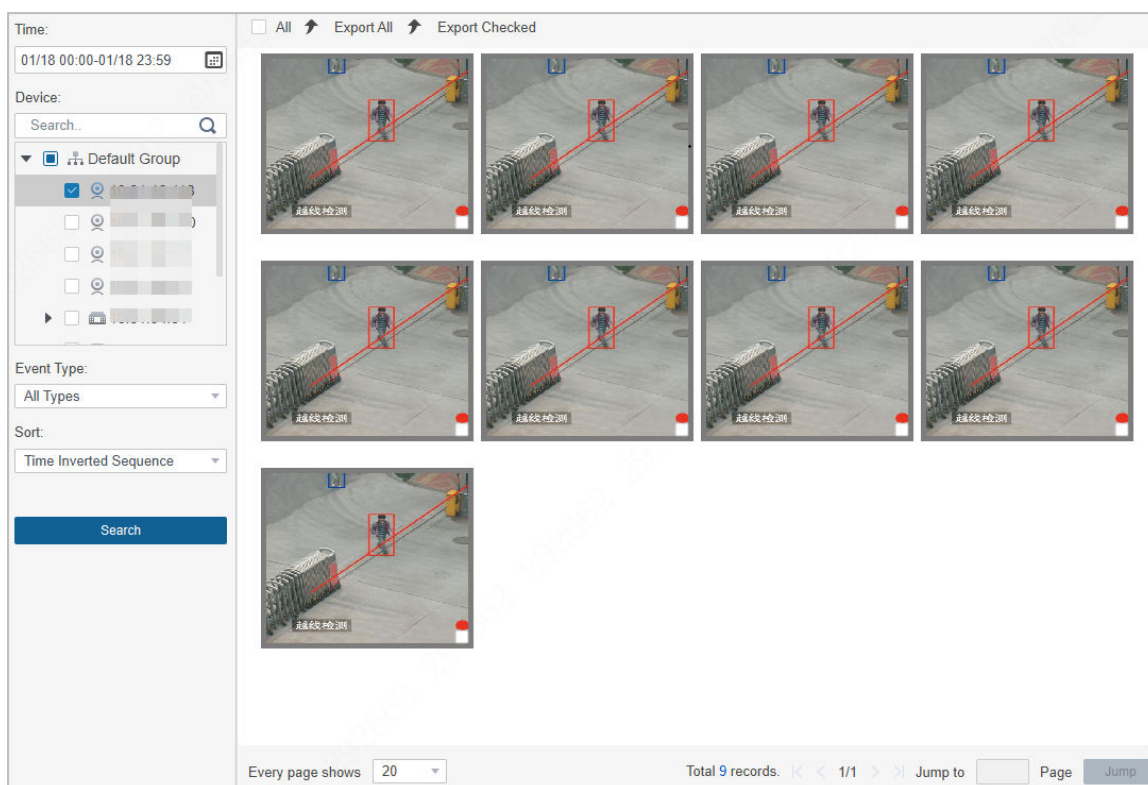 Time:
01/18 00:00-01/18 23:59
Device:
Search..
Default Group
Event Type:
All Types
Sort:
Time Inverted Sequence
Search
All Export All Export Checked
越线检测 越线检测 越线检测 越线检测
越线检测 越线检测 越线检测 越线检测
越线检测
Every page shows 20 Total 9 records. |< < 1/1 > >| Jump to Page Jump